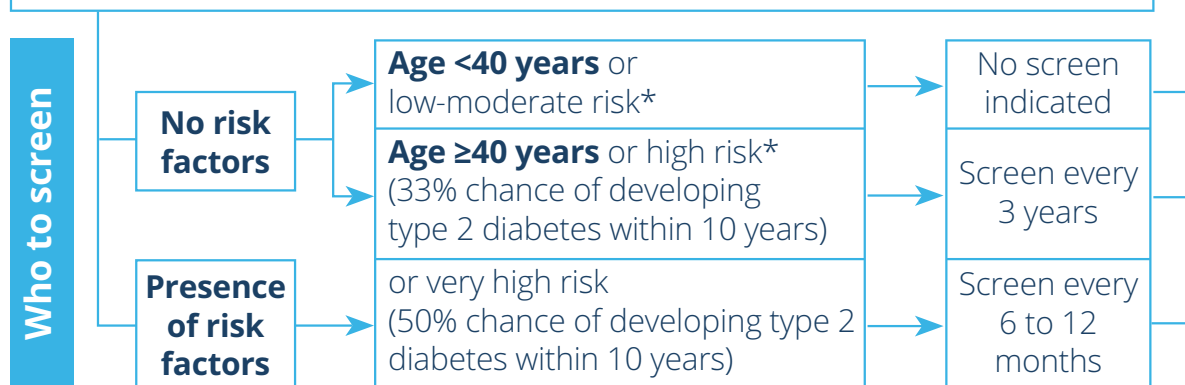 Who to screen
No risk
factors
Age <40 years or
low-moderate risk*
No screen
indicated
Age ≥40 years or high risk*
(33% chance of developing
type 2 diabetes within 10 years)
Screen every
3 years
Presence
of risk
factors
or very high risk
(50% chance of developing type 2
diabetes within 10 years)
Screen every
6 to 12
months